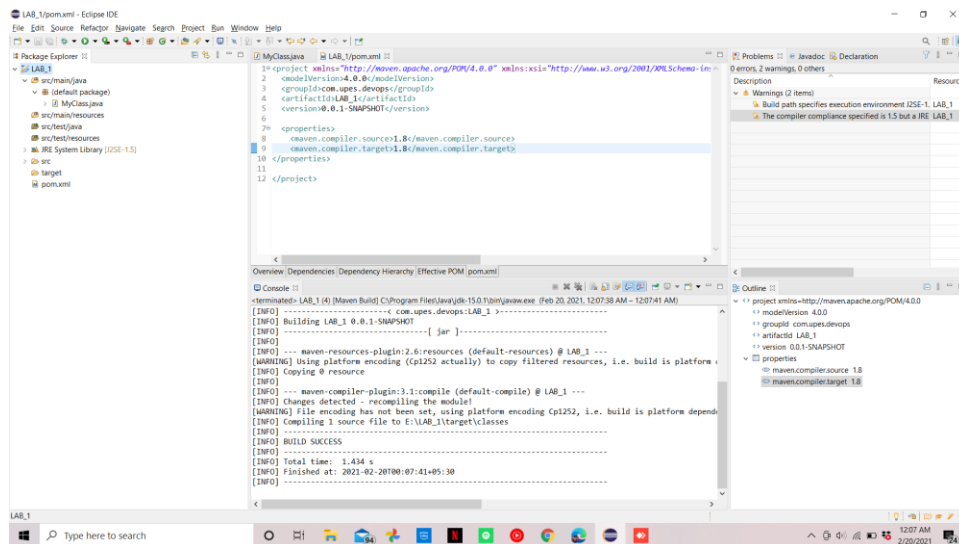 LAB_1/pom.xml - Eclipse IDE
File Edit Source Refactor Navigate Search Project Run Window Help
Package Explorer
LAB_1
src/main/java
(default package)
MyClass.java
src/main/resources
src/test/java
src/test/resources
JRE System Library [J2SE-1.5]
src
target
pom.xml
MyClass.java LAB_1/pom.xml
1 <project xmlns="http://maven.apache.org/POM/4.0.0" xmlns:xsi="http://www.w3.org/2001/XMLSchema-ins
2 <modelVersion>4.0.0</modelVersion>
3 <groupId>com.upes.devops</groupId>
4 <artifactId>LAB_1</artifactId>
5 <version>0.0.1-SNAPSHOT</version>
6
7 <properties>
8 <maven.compiler.source>1.8</maven.compiler.source>
9 <maven.compiler.target>1.8</maven.compiler.target>
10 </properties>
11
12 </project>
Overview Dependencies Dependency Hierarchy Effective POM pom.xml
Console
<terminated> LAB_1 (4) [Maven Build] C:\Program Files\Java\jdk-15.0.1\bin\javaw.exe (Feb 20, 2021, 12:07:38 AM – 12:07:41 AM)
[INFO] ----------------------< com.upes.devops:LAB_1 >-----------------------
[INFO] Building LAB_1 0.0.1-SNAPSHOT
[INFO] --------------------------------[ jar ]---------------------------------
[INFO]
[INFO] --- maven-resources-plugin:2.6:resources (default-resources) @ LAB_1 ---
[WARNING] Using platform encoding (Cp1252 actually) to copy filtered resources, i.e. build is platform
[INFO] Copying 0 resource
[INFO]
[INFO] --- maven-compiler-plugin:3.1:compile (default-compile) @ LAB_1 ---
[INFO] Changes detected - recompiling the module!
[WARNING] File encoding has not been set, using platform encoding Cp1252, i.e. build is platform depend
[INFO] Compiling 1 source file to E:\LAB_1\target\classes
[INFO] ------------------------------------------------------------------------
[INFO] BUILD SUCCESS
[INFO] ------------------------------------------------------------------------
[INFO] Total time: 1.434 s
[INFO] Finished at: 2021-02-20T00:07:41+05:30
[INFO] ------------------------------------------------------------------------
Problems Javadoc Declaration
0 errors, 2 warnings, 0 others
Description Resourc
Warnings (2 items)
Build path specifies execution environment J2SE-1. LAB_1
The compiler compliance specified is 1.5 but a JRE LAB_1
Outline
project xmlns=http://maven.apache.org/POM/4.0.0
modelVersion 4.0.0
groupId com.upes.devops
artifactId LAB_1
version 0.0.1-SNAPSHOT
properties
maven.compiler.source 1.8
maven.compiler.target 1.8
LAB_1
Type here to search
94
12:07 AM
2/20/2021
24